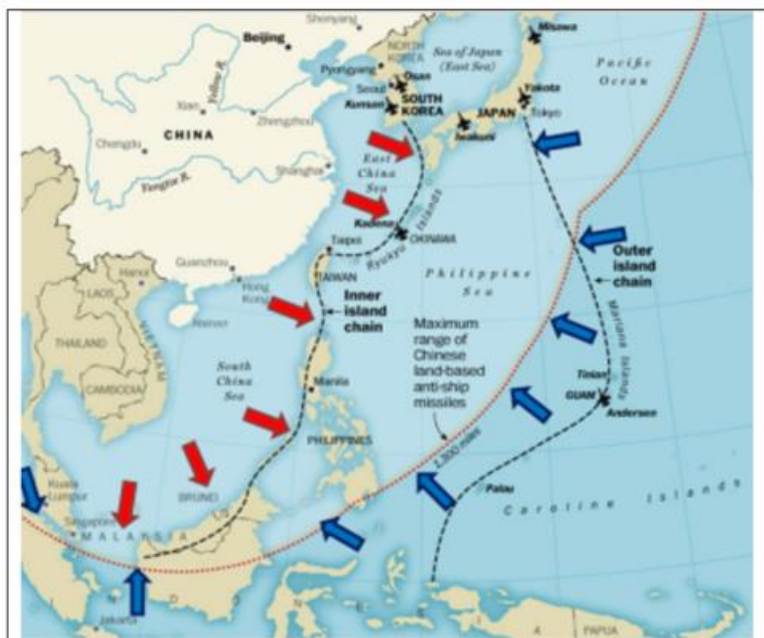 Shenyang
Beijing
NORTH
KOREA
Pyongyang
Seoul
Osan
Kunsan
SOUTH
KOREA
Sea of Japan
(East Sea)
Misawa
Pacific
Ocean
Yokota
Tokyo
JAPAN
Iwakuni
Yellow R.
Xian
Zhengzhou
CHINA
Chengdu
Yangtze R.
Shanghai
East
China
Sea
Kadena
OKINAWA
Ryukyu Islands
Taipei
TAIWAN
Guangzhou
Hong
Kong
Hanoi
Hainan
LAOS
VIETNAM
THAILAND
CAMBODIA
South
China
Sea
Inner
island
chain
Philippine
Sea
Outer
island
chain
Mariana Islands
Maximum
range of
Chinese
land-based
anti-ship
missiles
Tinian
GUAM
Andersen
Manila
PHILIPPINES
Palau
Caroline Islands
Kuala
Lumpur
Singapore
MALAYSIA
BRUNEI
Jakarta
PAPUA